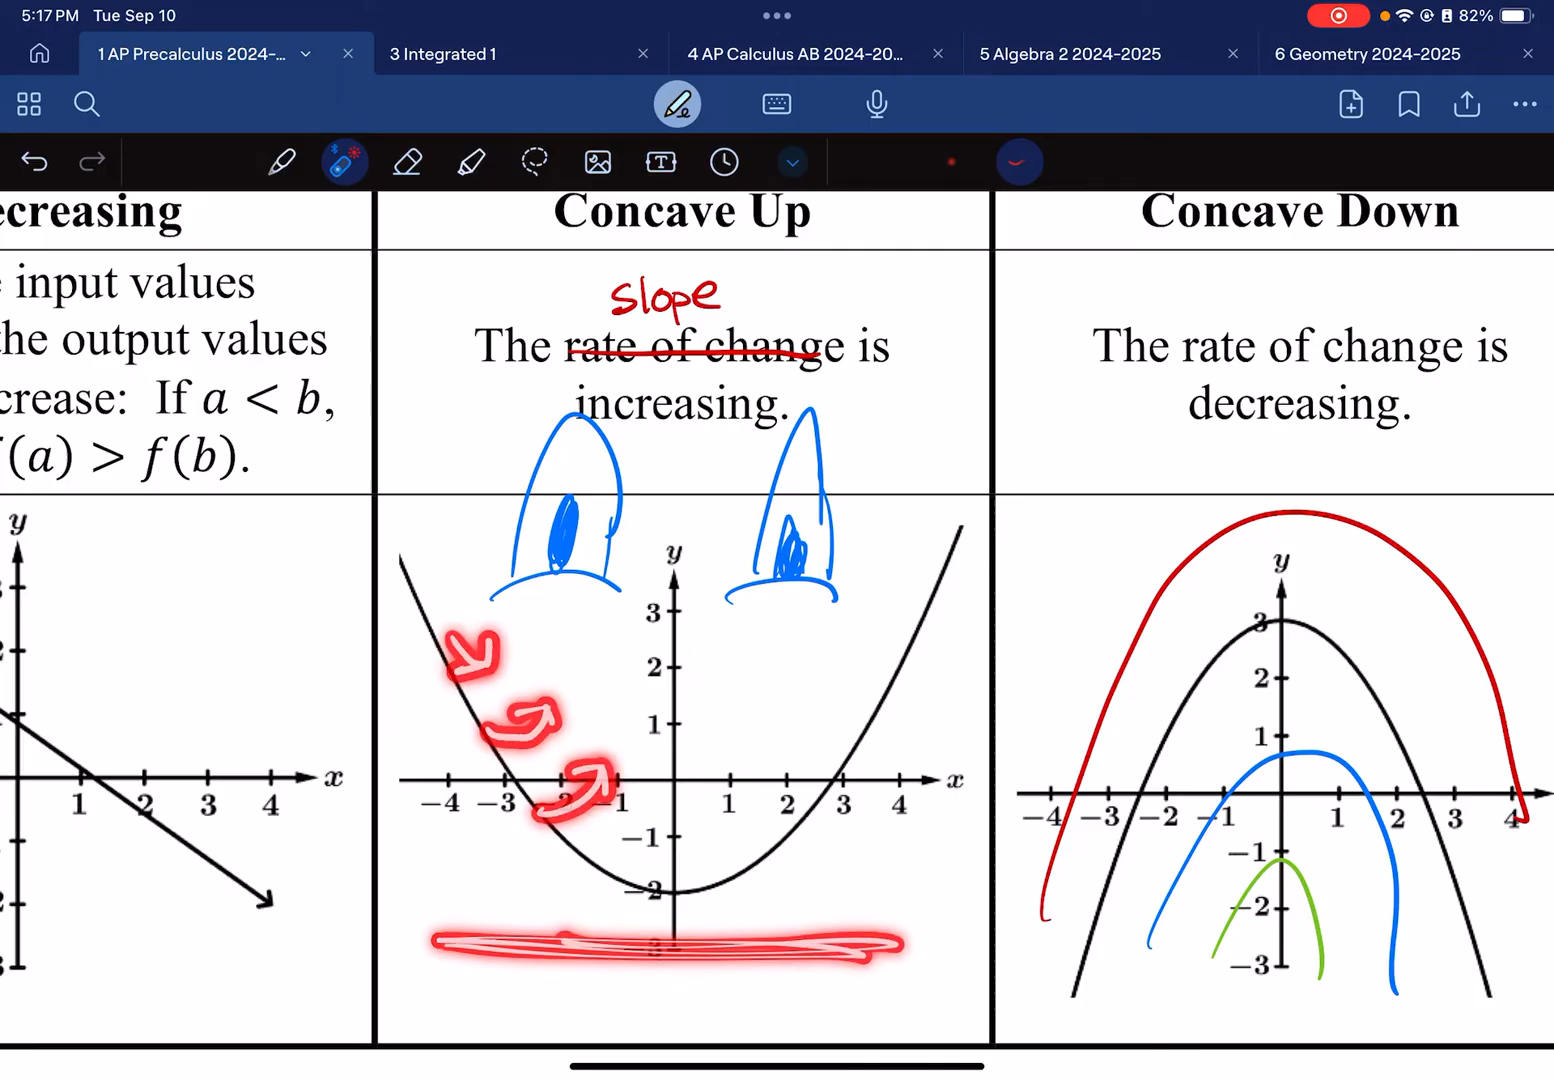 5:17 PM Tue Sep 10
82%
1 AP Precalculus 2024-...
3 Integrated 1
4 AP Calculus AB 2024-20...
5 Algebra 2 2024-2025
6 Geometry 2024-2025
T
ecreasing
Concave Up
Concave Down
input values
the output values
crease: If a < b,
(a) > f(b).
slope
The rate of change is
increasing.
The rate of change is
decreasing.
y
x
1 2 3 4
y
3
2
1
x
−4 −3 −2 −1 1 2 3 4
−1
−2
−3
y
3
2
1
−4 −3 −2 −1 1 2 3 4
−1
−2
−3